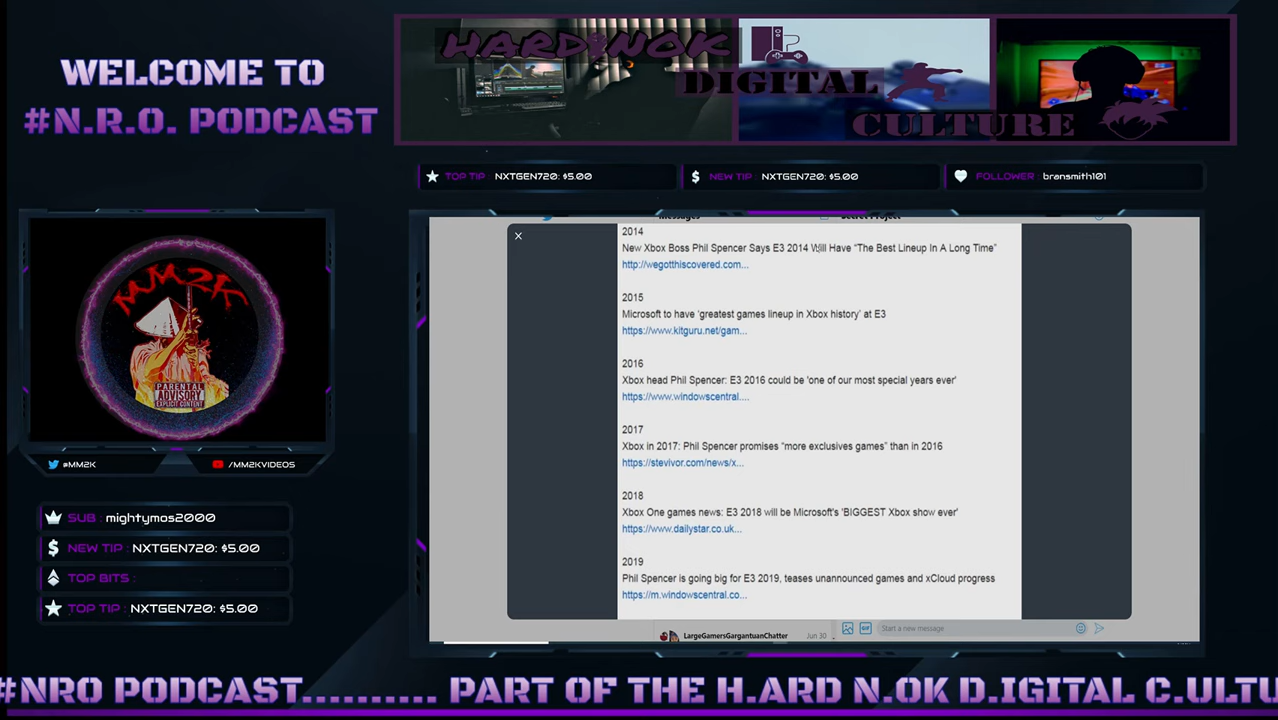 WELCOME TO
#N.R.O. PODCAST
HARD NOK
DIGITAL
CULTURE
TOP TIP : NXTGEN720: $5.00
NEW TIP : NXTGEN720: $5.00
FOLLOWER : bransmith101
MM2K
PARENTAL
ADVISORY
EXPLICIT CONTENT
@MM2K
/MM2KVIDEOS
SUB : mightymos2000
NEW TIP : NXTGEN720: $5.00
TOP BITS :
TOP TIP : NXTGEN720: $5.00
Messages
Secret Project
2014
New Xbox Boss Phil Spencer Says E3 2014 Will Have “The Best Lineup In A Long Time”
http://wegotthiscovered.com...
2015
Microsoft to have ‘greatest games lineup in Xbox history’ at E3
https://www.kitguru.net/gam...
2016
Xbox head Phil Spencer: E3 2016 could be 'one of our most special years ever'
https://www.windowscentral....
2017
Xbox in 2017: Phil Spencer promises “more exclusives games” than in 2016
https://stevivor.com/news/x...
2018
Xbox One games news: E3 2018 will be Microsoft's 'BIGGEST Xbox show ever'
https://www.dailystar.co.uk...
2019
Phil Spencer is going big for E3 2019, teases unannounced games and xCloud progress
https://m.windowscentral.co...
LargeGamersGargantuanChatter Jun 30
GIF Start a new message
#NRO PODCAST.......... PART OF THE H.ARD N.OK D.IGITAL C.ULTU